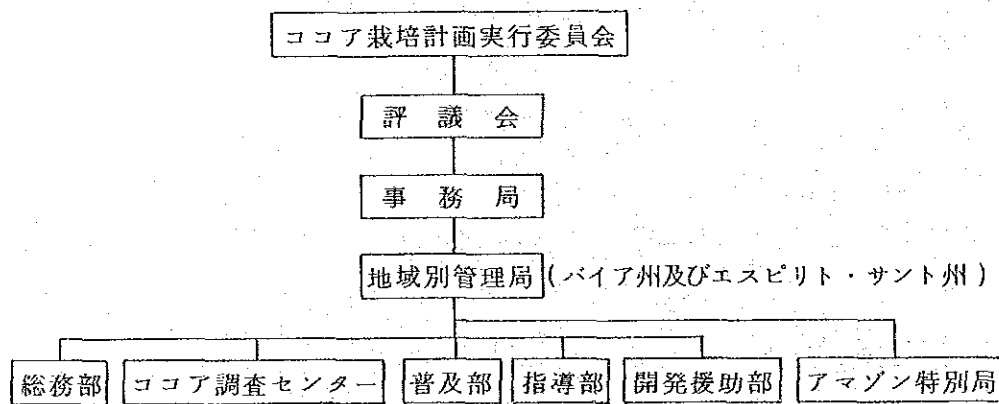 ココア栽培計画実行委員会
評議会
事務局
地域別管理局(バイア州及びエスピリト・サント州)
総務部 ココア調査センター 普及部 指導部 開発援助部 アマゾン特別局